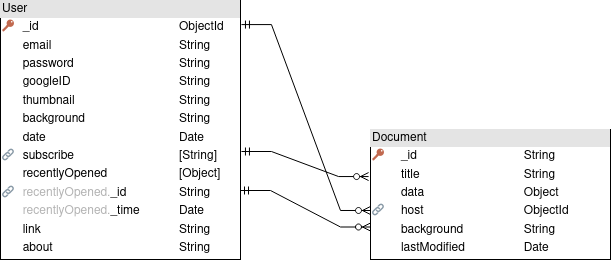 User
_id ObjectId
email String
password String
googleID String
thumbnail String
background String
date Date
subscribe [String]
recentlyOpened [Object]
recentlyOpened._id String
recentlyOpened._time Date
link String
about String
Document
_id String
title String
data Object
host ObjectId
background String
lastModified Date